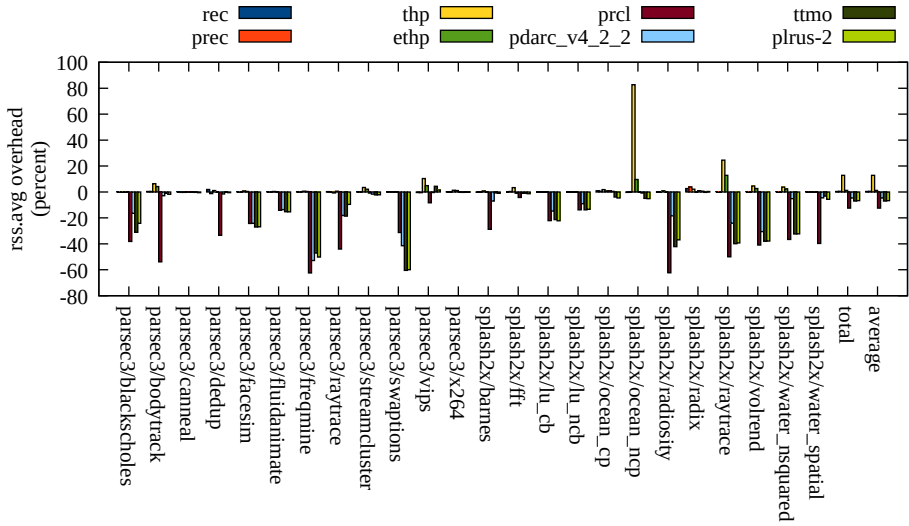 rec thp prcl ttmo
prec ethp pdarc_v4_2_2 plrus-2
rss.avg overhead
(percent)
100
80
60
40
20
0
-20
-40
-60
-80
parsec3/blackscholes
parsec3/bodytrack
parsec3/canneal
parsec3/dedup
parsec3/facesim
parsec3/fluidanimate
parsec3/freqmine
parsec3/raytrace
parsec3/streamcluster
parsec3/swaptions
parsec3/vips
parsec3/x264
splash2x/barnes
splash2x/fft
splash2x/lu_cb
splash2x/lu_ncb
splash2x/ocean_cp
splash2x/ocean_ncp
splash2x/radiosity
splash2x/radix
splash2x/raytrace
splash2x/volrend
splash2x/water_nsquared
splash2x/water_spatial
total
average